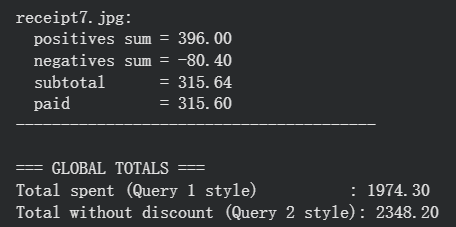 receipt7.jpg:
  positives sum = 396.00
  negatives sum = -80.40
  subtotal      = 315.64
  paid          = 315.60
----------------------------------------

=== GLOBAL TOTALS ===
Total spent (Query 1 style)           : 1974.30
Total without discount (Query 2 style): 2348.20